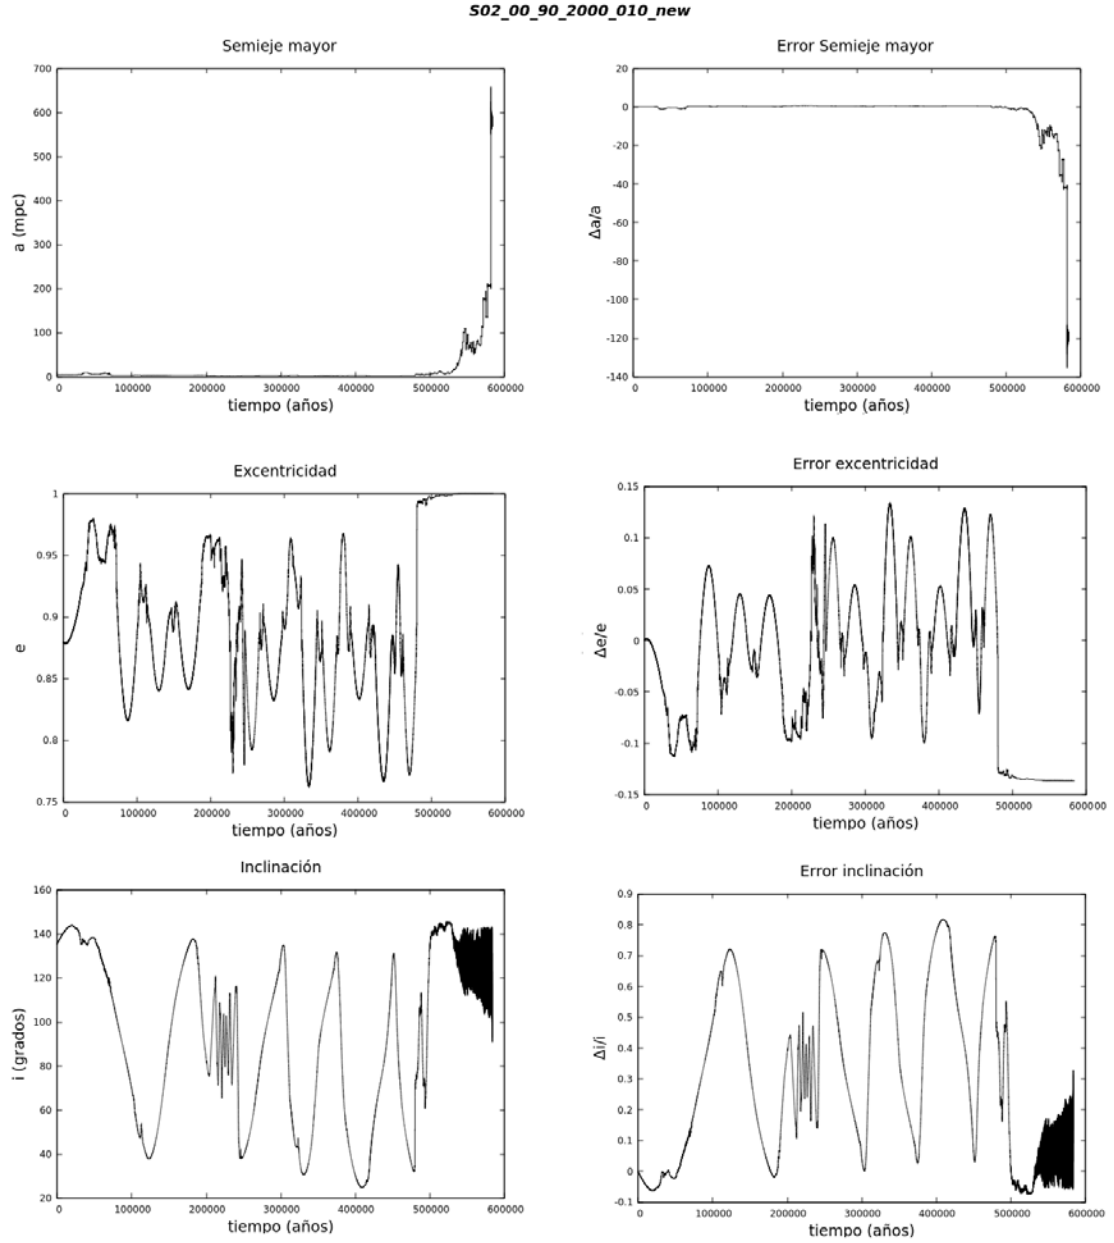 S02_00_90_2000_010_new
Semieje mayor
Error Semieje mayor
700
600
500
400
300
200
100
0
a (mpc)
0 100000 200000 300000 400000 500000 600000
tiempo (años)
20
0
-20
-40
-60
-80
-100
-120
-140
Δa/a
100000 200000 300000 400000 500000 600000
tiempo (años)
Excentricidad
Error excentricidad
1
0.95
0.9
0.85
0.8
0.75
e
0 100000 200000 300000 400000 500000 600000
tiempo (años)
0.15
0.1
0.05
0
-0.05
-0.1
-0.15
Δe/e
0 100000 200000 300000 400000 500000 600000
tiempo (años)
Inclinación
Error inclinación
160
140
120
100
80
60
40
20
i (grados)
0 100000 200000 300000 400000 500000 600000
tiempo (años)
0.9
0.8
0.7
0.6
0.5
0.4
0.3
0.2
0.1
0
-0.1
Δi/i
0 100000 200000 300000 400000 500000 600000
tiempo (años)